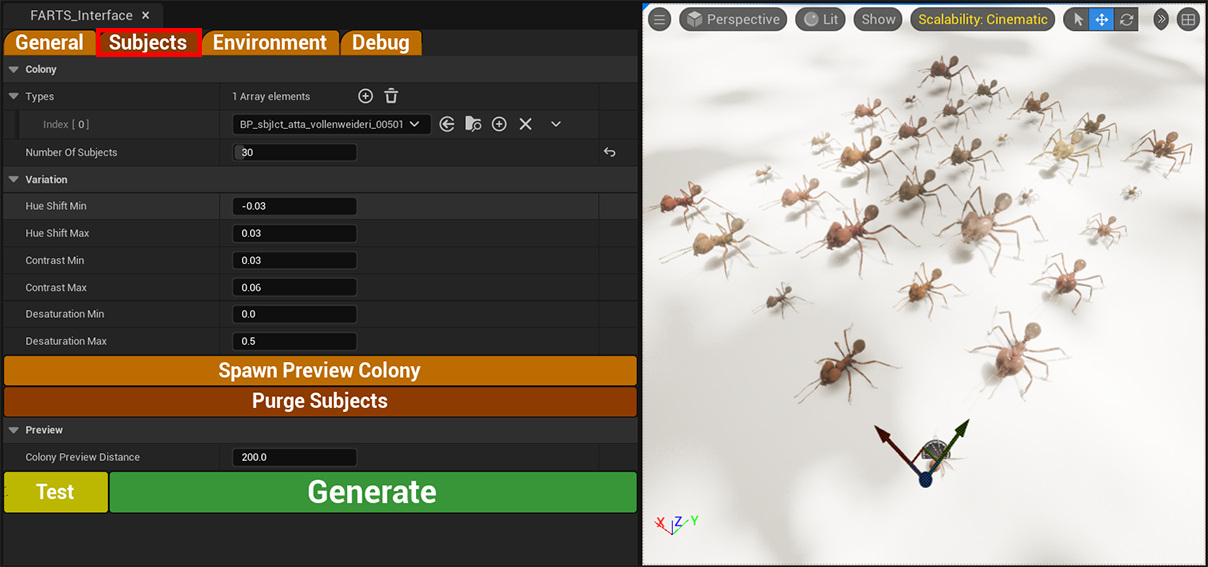 FARTS_Interface ×
General Subjects Environment Debug
Colony
Types 1 Array elements
Index [ 0 ] BP_sbjIct_atta_vollenweideri_00501
Number Of Subjects 30
Variation
Hue Shift Min -0.03
Hue Shift Max 0.03
Contrast Min 0.03
Contrast Max 0.06
Desaturation Min 0.0
Desaturation Max 0.5
Spawn Preview Colony
Purge Subjects
Preview
Colony Preview Distance 200.0
Test Generate
Perspective Lit Show Scalability: Cinematic
X Z Y